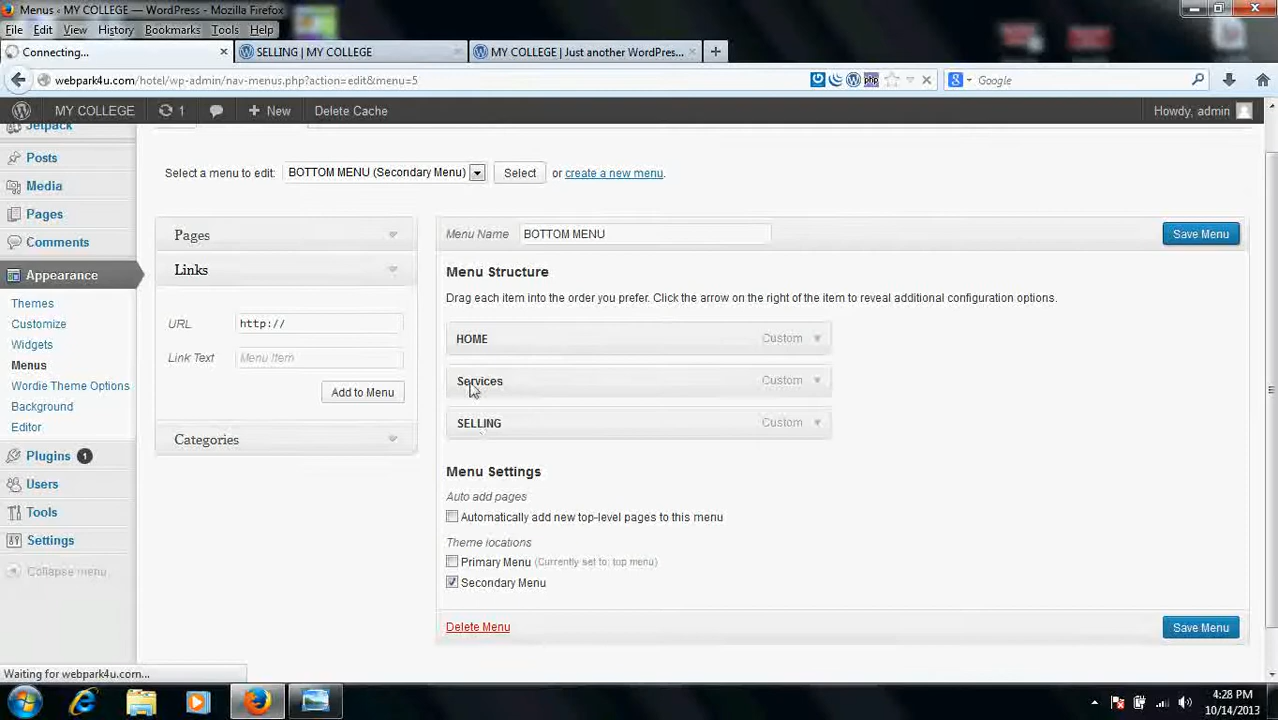 Menus ‹ MY COLLEGE — WordPress - Mozilla Firefox
File Edit View History Bookmarks Tools Help
Connecting... SELLING | MY COLLEGE MY COLLEGE | Just another WordPres...
webpark4u.com/hotel/wp-admin/nav-menus.php?action=edit&menu=5 php Google
MY COLLEGE 1 New Delete Cache Howdy, admin
Jetpack
Posts
Media
Pages
Comments
Appearance
Themes
Customize
Widgets
Menus
Wordie Theme Options
Background
Editor
Plugins 1
Users
Tools
Settings
Collapse menu
Select a menu to edit: BOTTOM MENU (Secondary Menu) Select or create a new menu.
Pages
Links
URL http://
Link Text Menu Item
Add to Menu
Categories
Menu Name BOTTOM MENU Save Menu
Menu Structure
Drag each item into the order you prefer. Click the arrow on the right of the item to reveal additional configuration options.
HOME Custom
Services Custom
SELLING Custom
Menu Settings
Auto add pages
Automatically add new top-level pages to this menu
Theme locations
Primary Menu (Currently set to: top menu)
Secondary Menu
Delete Menu Save Menu
Waiting for webpark4u.com...
4:28 PM
10/14/2013